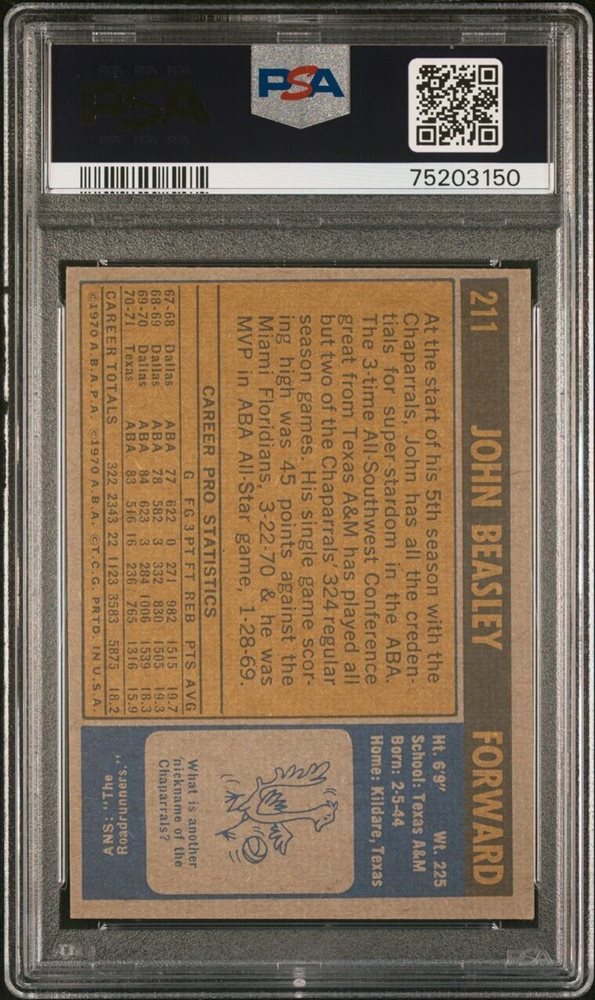 PSA
PSA
75203150
211 JOHN BEASLEY FORWARD
At the start of his 5th season with the
Chaparrals, John has all the creden-
tials for super-stardom in the ABA.
The 3-time All-Southwest Conference
great from Texas A&M has played all
but two of the Chaparrals' 324 regular
season games. His single game scor-
ing high was 45 points against the
Miami Floridians, 3-22-70 & he was
MVP in ABA All-Star game, 1-28-69.
CAREER PRO STATISTICS
G FG 3PT FT REB PTS AVG
67-68 Dallas ABA 77 622 0 271 982 1515 19.7
68-69 Dallas ABA 78 582 3 332 830 1505 19.3
69-70 Dallas ABA 84 623 3 284 1006 1539 18.3
70-71 Texas ABA 83 516 16 236 765 1316 15.9
CAREER TOTALS 322 2343 22 1123 3583 5875 18.2
©1970 A.B.A.P.A. ©1970 A.B.A. ©T.C.G. PRTD. IN U.S.A.
Ht. 6'9" Wt. 225
School: Texas A&M
Born: 2-5-44
Home: Kildare, Texas
What is another
nickname of the
Chaparrals?
ANS: "The
Roadrunners."
PSA